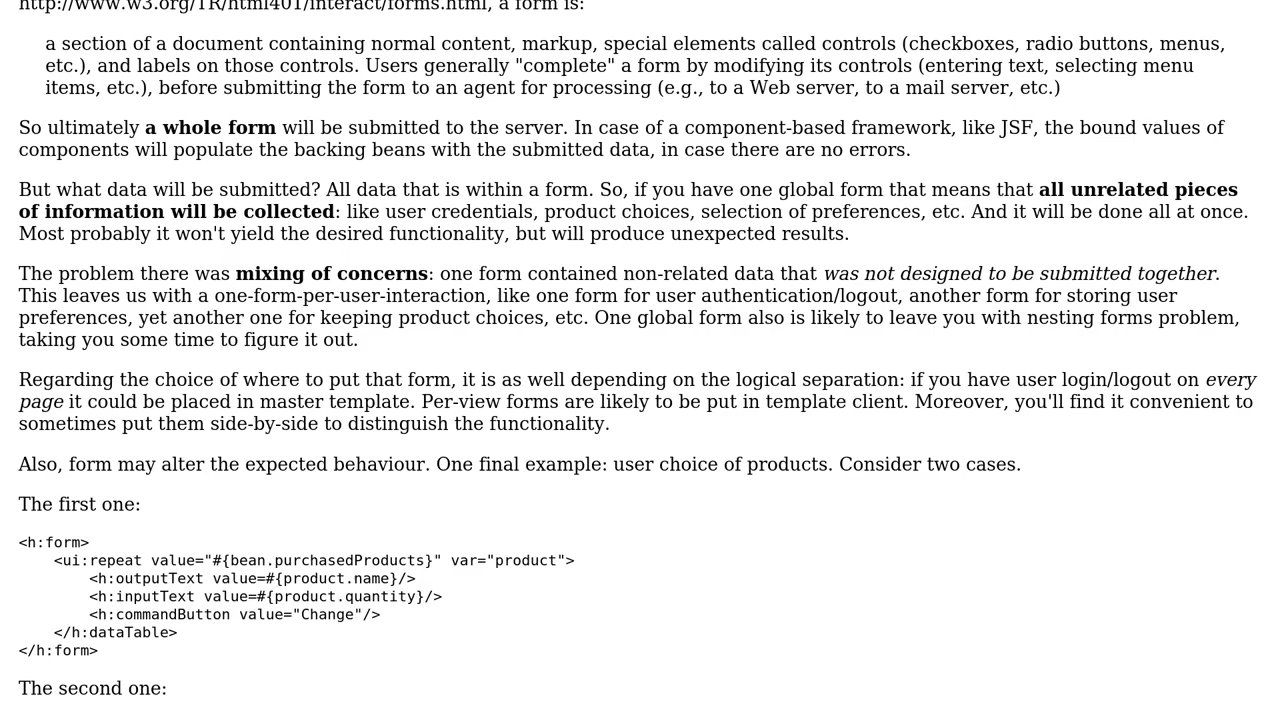 http://www.w3.org/TR/html401/interact/forms.html, a form is:
a section of a document containing normal content, markup, special elements called controls (checkboxes, radio buttons, menus,
etc.), and labels on those controls. Users generally "complete" a form by modifying its controls (entering text, selecting menu
items, etc.), before submitting the form to an agent for processing (e.g., to a Web server, to a mail server, etc.)
So ultimately a whole form will be submitted to the server. In case of a component-based framework, like JSF, the bound values of
components will populate the backing beans with the submitted data, in case there are no errors.
But what data will be submitted? All data that is within a form. So, if you have one global form that means that all unrelated pieces
of information will be collected: like user credentials, product choices, selection of preferences, etc. And it will be done all at once.
Most probably it won't yield the desired functionality, but will produce unexpected results.
The problem there was mixing of concerns: one form contained non-related data that was not designed to be submitted together.
This leaves us with a one-form-per-user-interaction, like one form for user authentication/logout, another form for storing user
preferences, yet another one for keeping product choices, etc. One global form also is likely to leave you with nesting forms problem,
taking you some time to figure it out.
Regarding the choice of where to put that form, it is as well depending on the logical separation: if you have user login/logout on every
page it could be placed in master template. Per-view forms are likely to be put in template client. Moreover, you'll find it convenient to
sometimes put them side-by-side to distinguish the functionality.
Also, form may alter the expected behaviour. One final example: user choice of products. Consider two cases.
The first one:
<h:form>
    <ui:repeat value="#{bean.purchasedProducts}" var="product">
        <h:outputText value=#{product.name}/>
        <h:inputText value=#{product.quantity}/>
        <h:commandButton value="Change"/>
    </h:dataTable>
</h:form>
The second one: